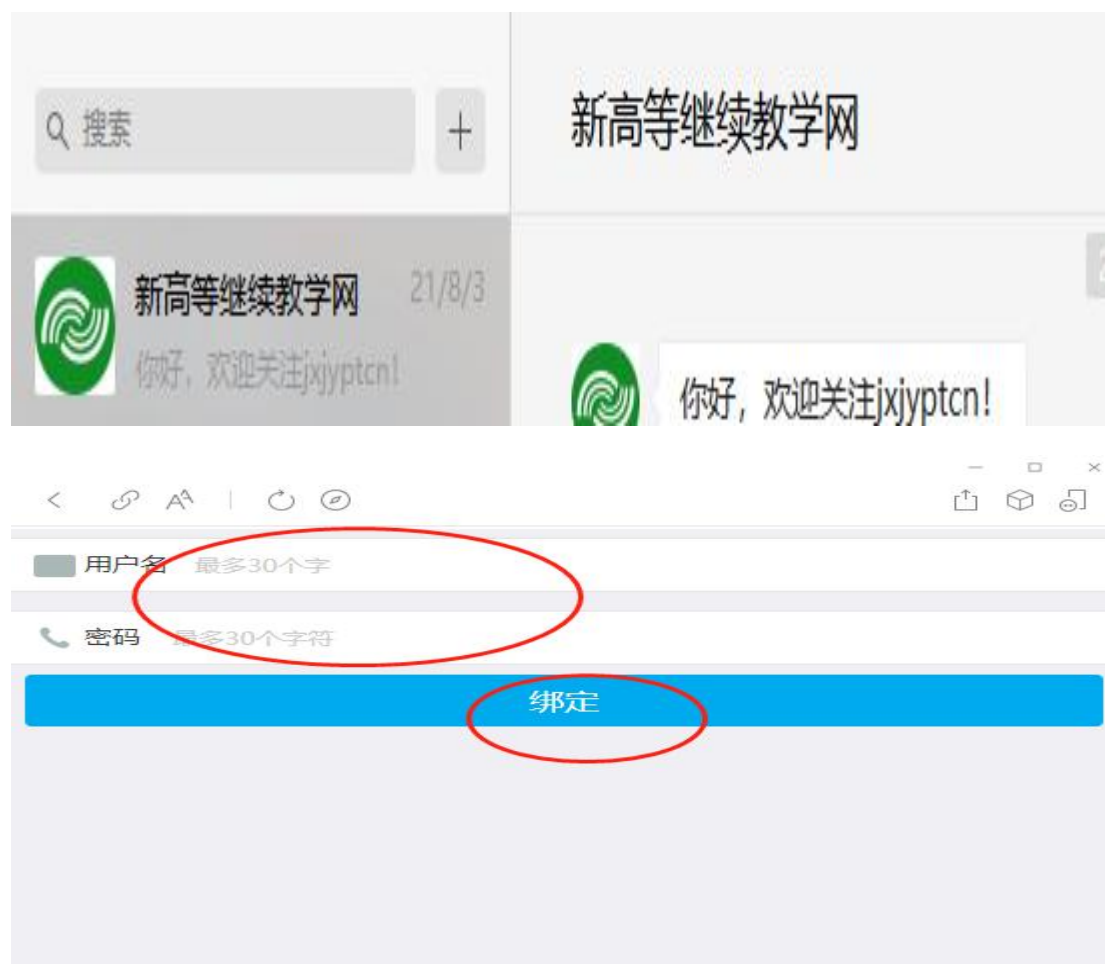 搜索
+
新高等继续教学网
新高等继续教学网
21/8/3
你好，欢迎关注jxjyptcn!
你好，欢迎关注jxjyptcn!
用户名 最多30个字
密码 最多30个字符
绑定